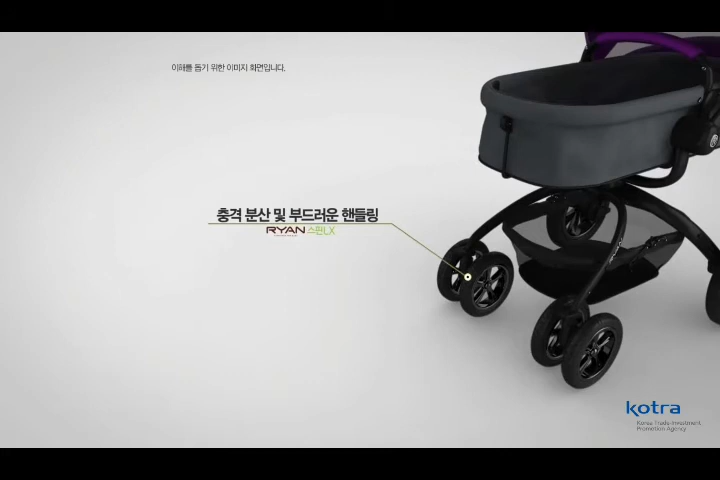 이해를 돕기 위한 이미지 화면입니다.
충격 분산 및 부드러운 핸들링
RYAN 스핀LX
kotra
Korea Trade-Investment
Promotion Agency